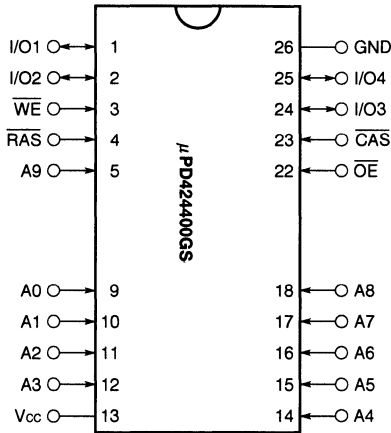 I/O1 1 26 GND
I/O2 2 25 I/O4
WE 3 24 I/O3
RAS 4 23 CAS
A9 5 22 OE
μPD424400GS
A0 9 18 A8
A1 10 17 A7
A2 11 16 A6
A3 12 15 A5
Vcc 13 14 A4